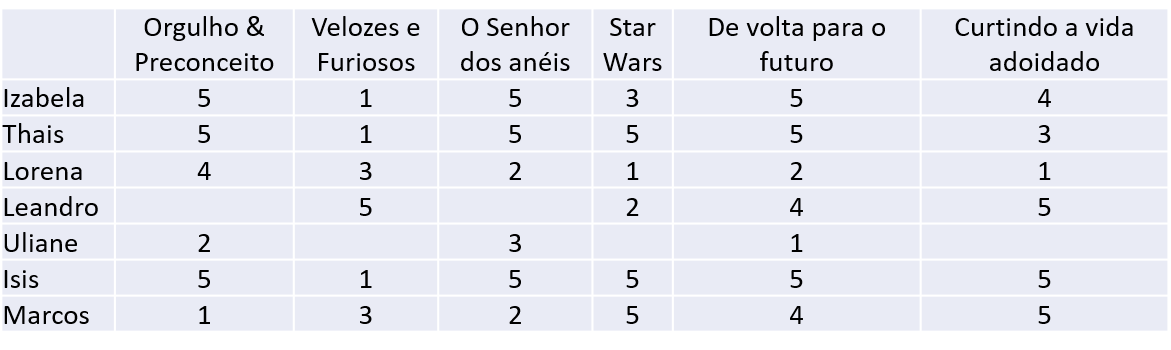 Orgulho & Preconceito Velozes e Furiosos O Senhor dos anéis Star Wars De volta para o futuro Curtindo a vida adoidado
Izabela 5 1 5 3 5 4
Thais 5 1 5 5 5 3
Lorena 4 3 2 1 2 1
Leandro 5 2 4 5
Uliane 2 3 1
Isis 5 1 5 5 5 5
Marcos 1 3 2 5 4 5